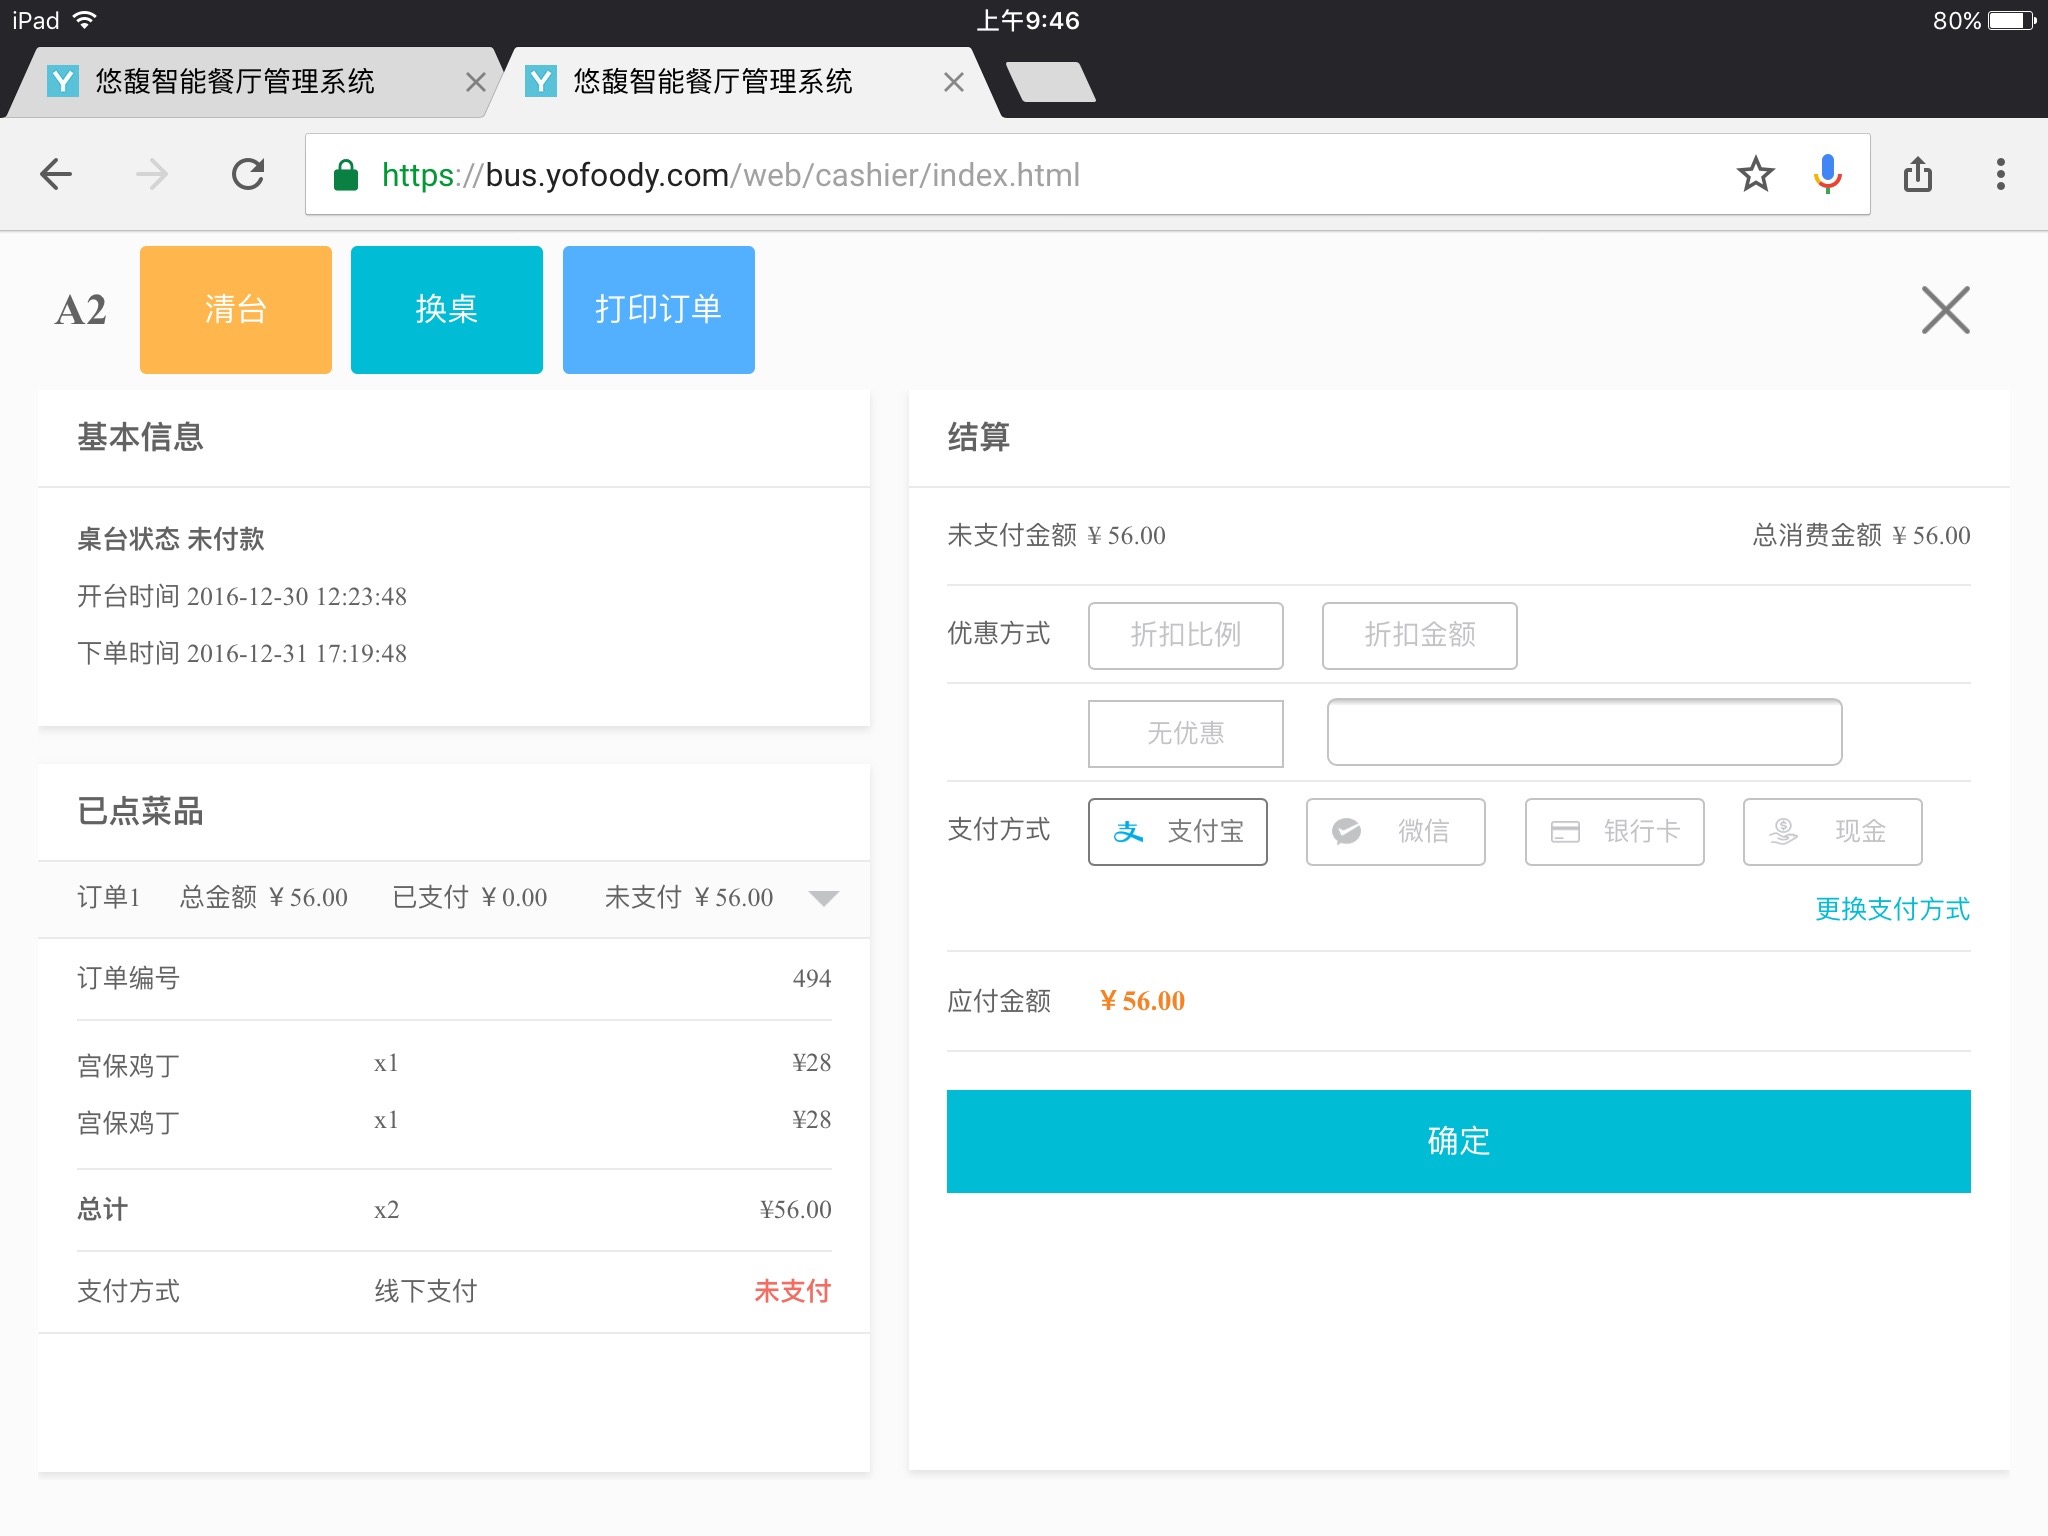 iPad 上午9:46 80%
悠馥智能餐厅管理系统 悠馥智能餐厅管理系统
https://bus.yofoody.com/web/cashier/index.html
A2 清台 换桌 打印订单
基本信息
桌台状态 未付款
开台时间 2016-12-30 12:23:48
下单时间 2016-12-31 17:19:48
已点菜品
订单1 总金额 ¥56.00 已支付 ¥0.00 未支付 ¥56.00
订单编号 494
宫保鸡丁 x1 ¥28
宫保鸡丁 x1 ¥28
总计 x2 ¥56.00
支付方式 线下支付 未支付
结算
未支付金额 ¥56.00 总消费金额 ¥56.00
优惠方式 折扣比例 折扣金额
无优惠
支付方式 支 支付宝 微信 银行卡 现金
更换支付方式
应付金额 ¥56.00
确定